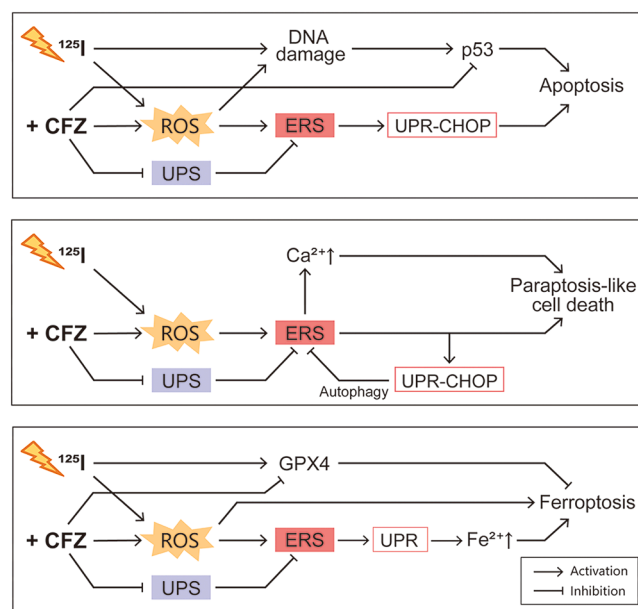 ¹²⁵I
DNA
damage
p53
Apoptosis
+ CFZ
ROS
ERS
UPR-CHOP
UPS
¹²⁵I
Ca²⁺↑
Paraptosis-like
cell death
+ CFZ
ROS
ERS
UPS
Autophagy
UPR-CHOP
¹²⁵I
GPX4
Ferroptosis
+ CFZ
ROS
ERS
UPR
Fe²⁺↑
UPS
Activation
Inhibition